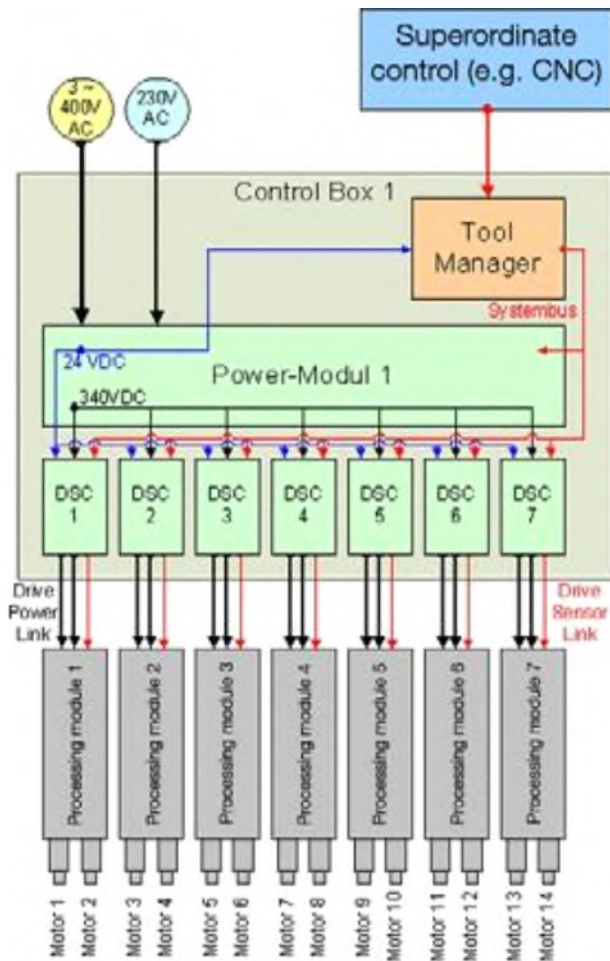 Superordinate
control (e.g. CNC)
3 ~
400V
AC
230V
AC
Control Box 1
Tool
Manager
Systembus
24 VDC
Power-Modul 1
340VDC
DSC
1
DSC
2
DSC
3
DSC
4
DSC
5
DSC
6
DSC
7
Drive
Power
Link
Drive
Sensor
Link
Processing module 1
Processing module 2
Processing module 3
Processing module 4
Processing module 5
Processing module 6
Processing module 7
Motor 1
Motor 2
Motor 3
Motor 4
Motor 5
Motor 6
Motor 7
Motor 8
Motor 9
Motor 10
Motor 11
Motor 12
Motor 13
Motor 14